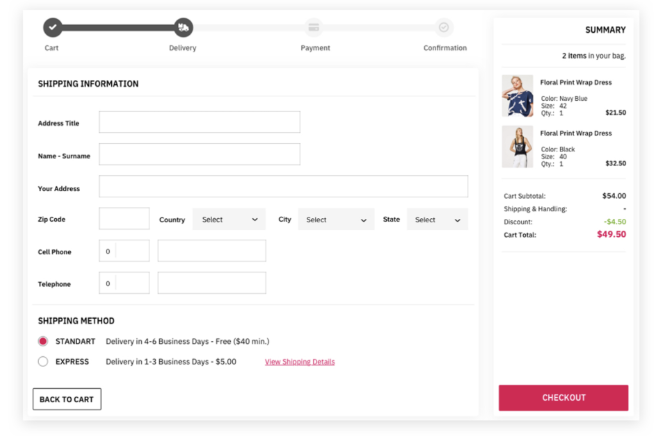 Cart
Delivery
Payment
Confirmation
SHIPPING INFORMATION
Address Title
Name - Surname
Your Address
Zip Code
Country Select
City Select
State Select
Cell Phone 0
Telephone 0
SHIPPING METHOD
STANDART Delivery in 4-6 Business Days - Free ($40 min.)
EXPRESS Delivery in 1-3 Business Days - $5.00 View Shipping Details
BACK TO CART
SUMMARY
2 items in your bag.
Floral Print Wrap Dress
Color: Navy Blue
Size: 42
Qty.: 1 $21.50
Floral Print Wrap Dress
Color: Black
Size: 40
Qty.: 1 $32.50
Cart Subtotal: $54.00
Shipping & Handling: -
Discount: -$4.50
Cart Total: $49.50
CHECKOUT